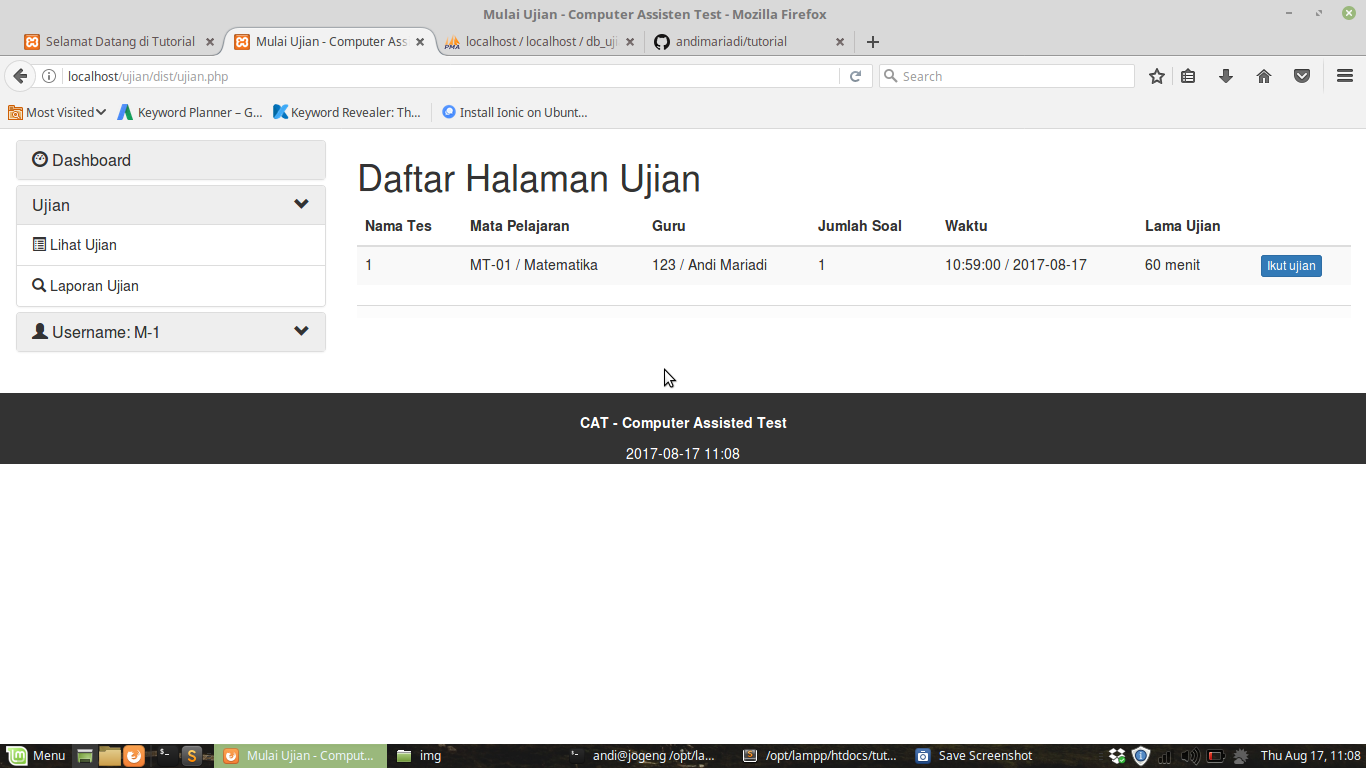 Mulai Ujian - Computer Assisten Test - Mozilla Firefox
Selamat Datang di Tutorial
Mulai Ujian - Computer Ass
localhost / localhost / db_uji
andimariadi/tutorial
localhost/ujian/dist/ujian.php
Search
Most Visited
Keyword Planner – G...
Keyword Revealer: Th...
Install Ionic on Ubunt...
Dashboard
Ujian
Lihat Ujian
Laporan Ujian
Username: M-1
Daftar Halaman Ujian
Nama Tes Mata Pelajaran Guru Jumlah Soal Waktu Lama Ujian
1 MT-01 / Matematika 123 / Andi Mariadi 1 10:59:00 / 2017-08-17 60 menit Ikut ujian
CAT - Computer Assisted Test
2017-08-17 11:08
Menu
Mulai Ujian - Comput...
img
andi@jogeng /opt/la...
/opt/lampp/htdocs/tut...
Save Screenshot
Thu Aug 17, 11:08